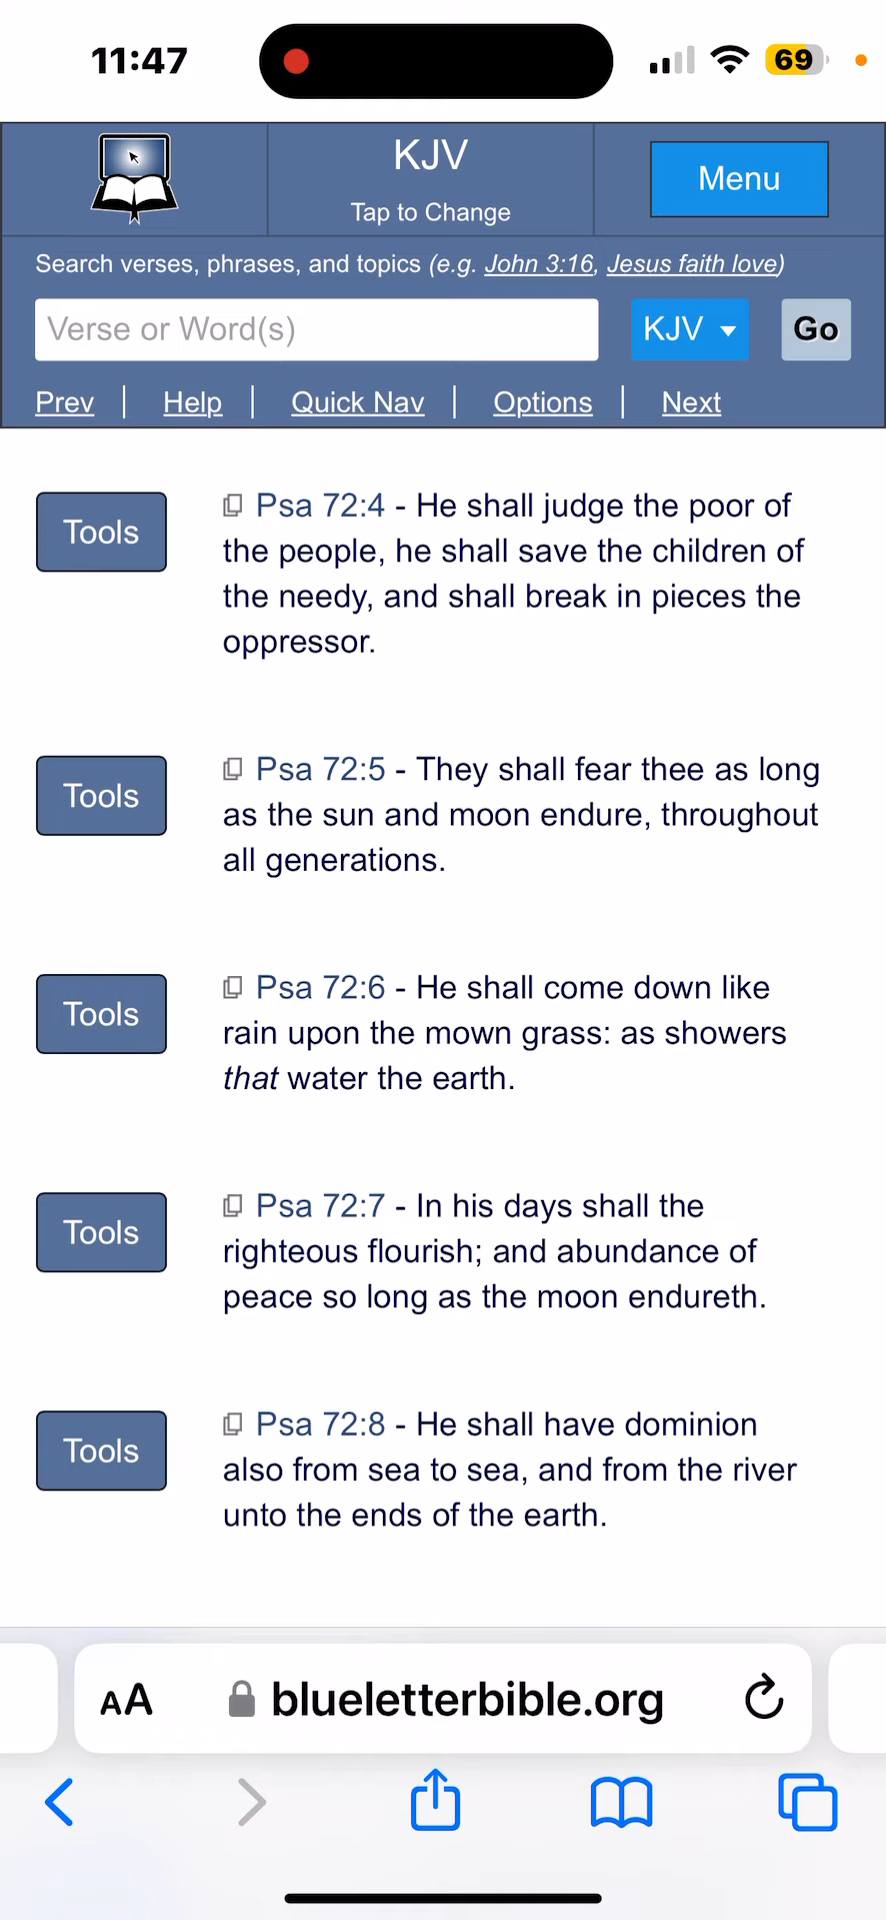 11:47
69
KJV
Tap to Change
Menu
Search verses, phrases, and topics (e.g. John 3:16, Jesus faith love)
Verse or Word(s)
KJV
Go
Prev | Help | Quick Nav | Options | Next
Tools
Psa 72:4 - He shall judge the poor of
the people, he shall save the children of
the needy, and shall break in pieces the
oppressor.
Tools
Psa 72:5 - They shall fear thee as long
as the sun and moon endure, throughout
all generations.
Tools
Psa 72:6 - He shall come down like
rain upon the mown grass: as showers
that water the earth.
Tools
Psa 72:7 - In his days shall the
righteous flourish; and abundance of
peace so long as the moon endureth.
Tools
Psa 72:8 - He shall have dominion
also from sea to sea, and from the river
unto the ends of the earth.
AA
blueletterbible.org